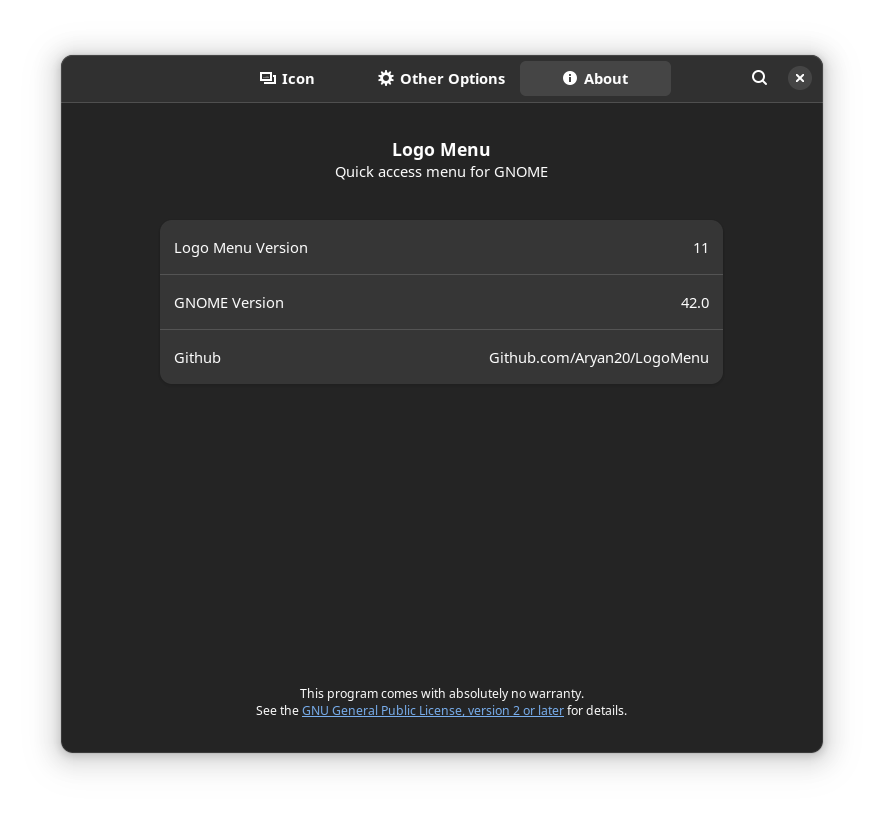 Icon
Other Options
About
Logo Menu
Quick access menu for GNOME
Logo Menu Version 11
GNOME Version 42.0
Github Github.com/Aryan20/LogoMenu
This program comes with absolutely no warranty.
See the GNU General Public License, version 2 or later for details.